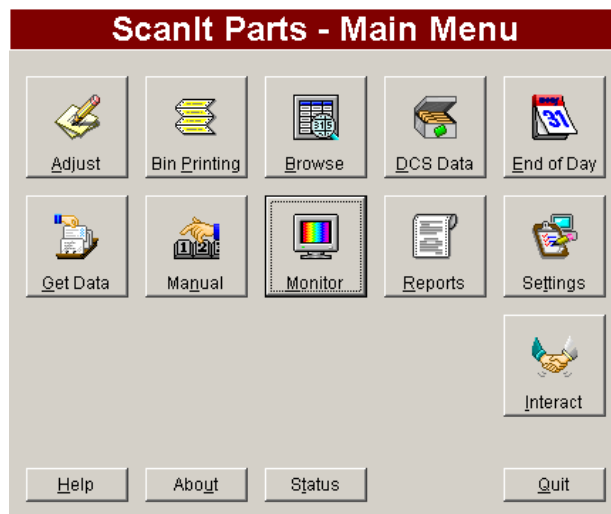 ScanIt Parts - Main Menu
Adjust
Bin Printing
Browse
DCS Data
End of Day
Get Data
Manual
Monitor
Reports
Settings
Interact
Help
About
Status
Quit